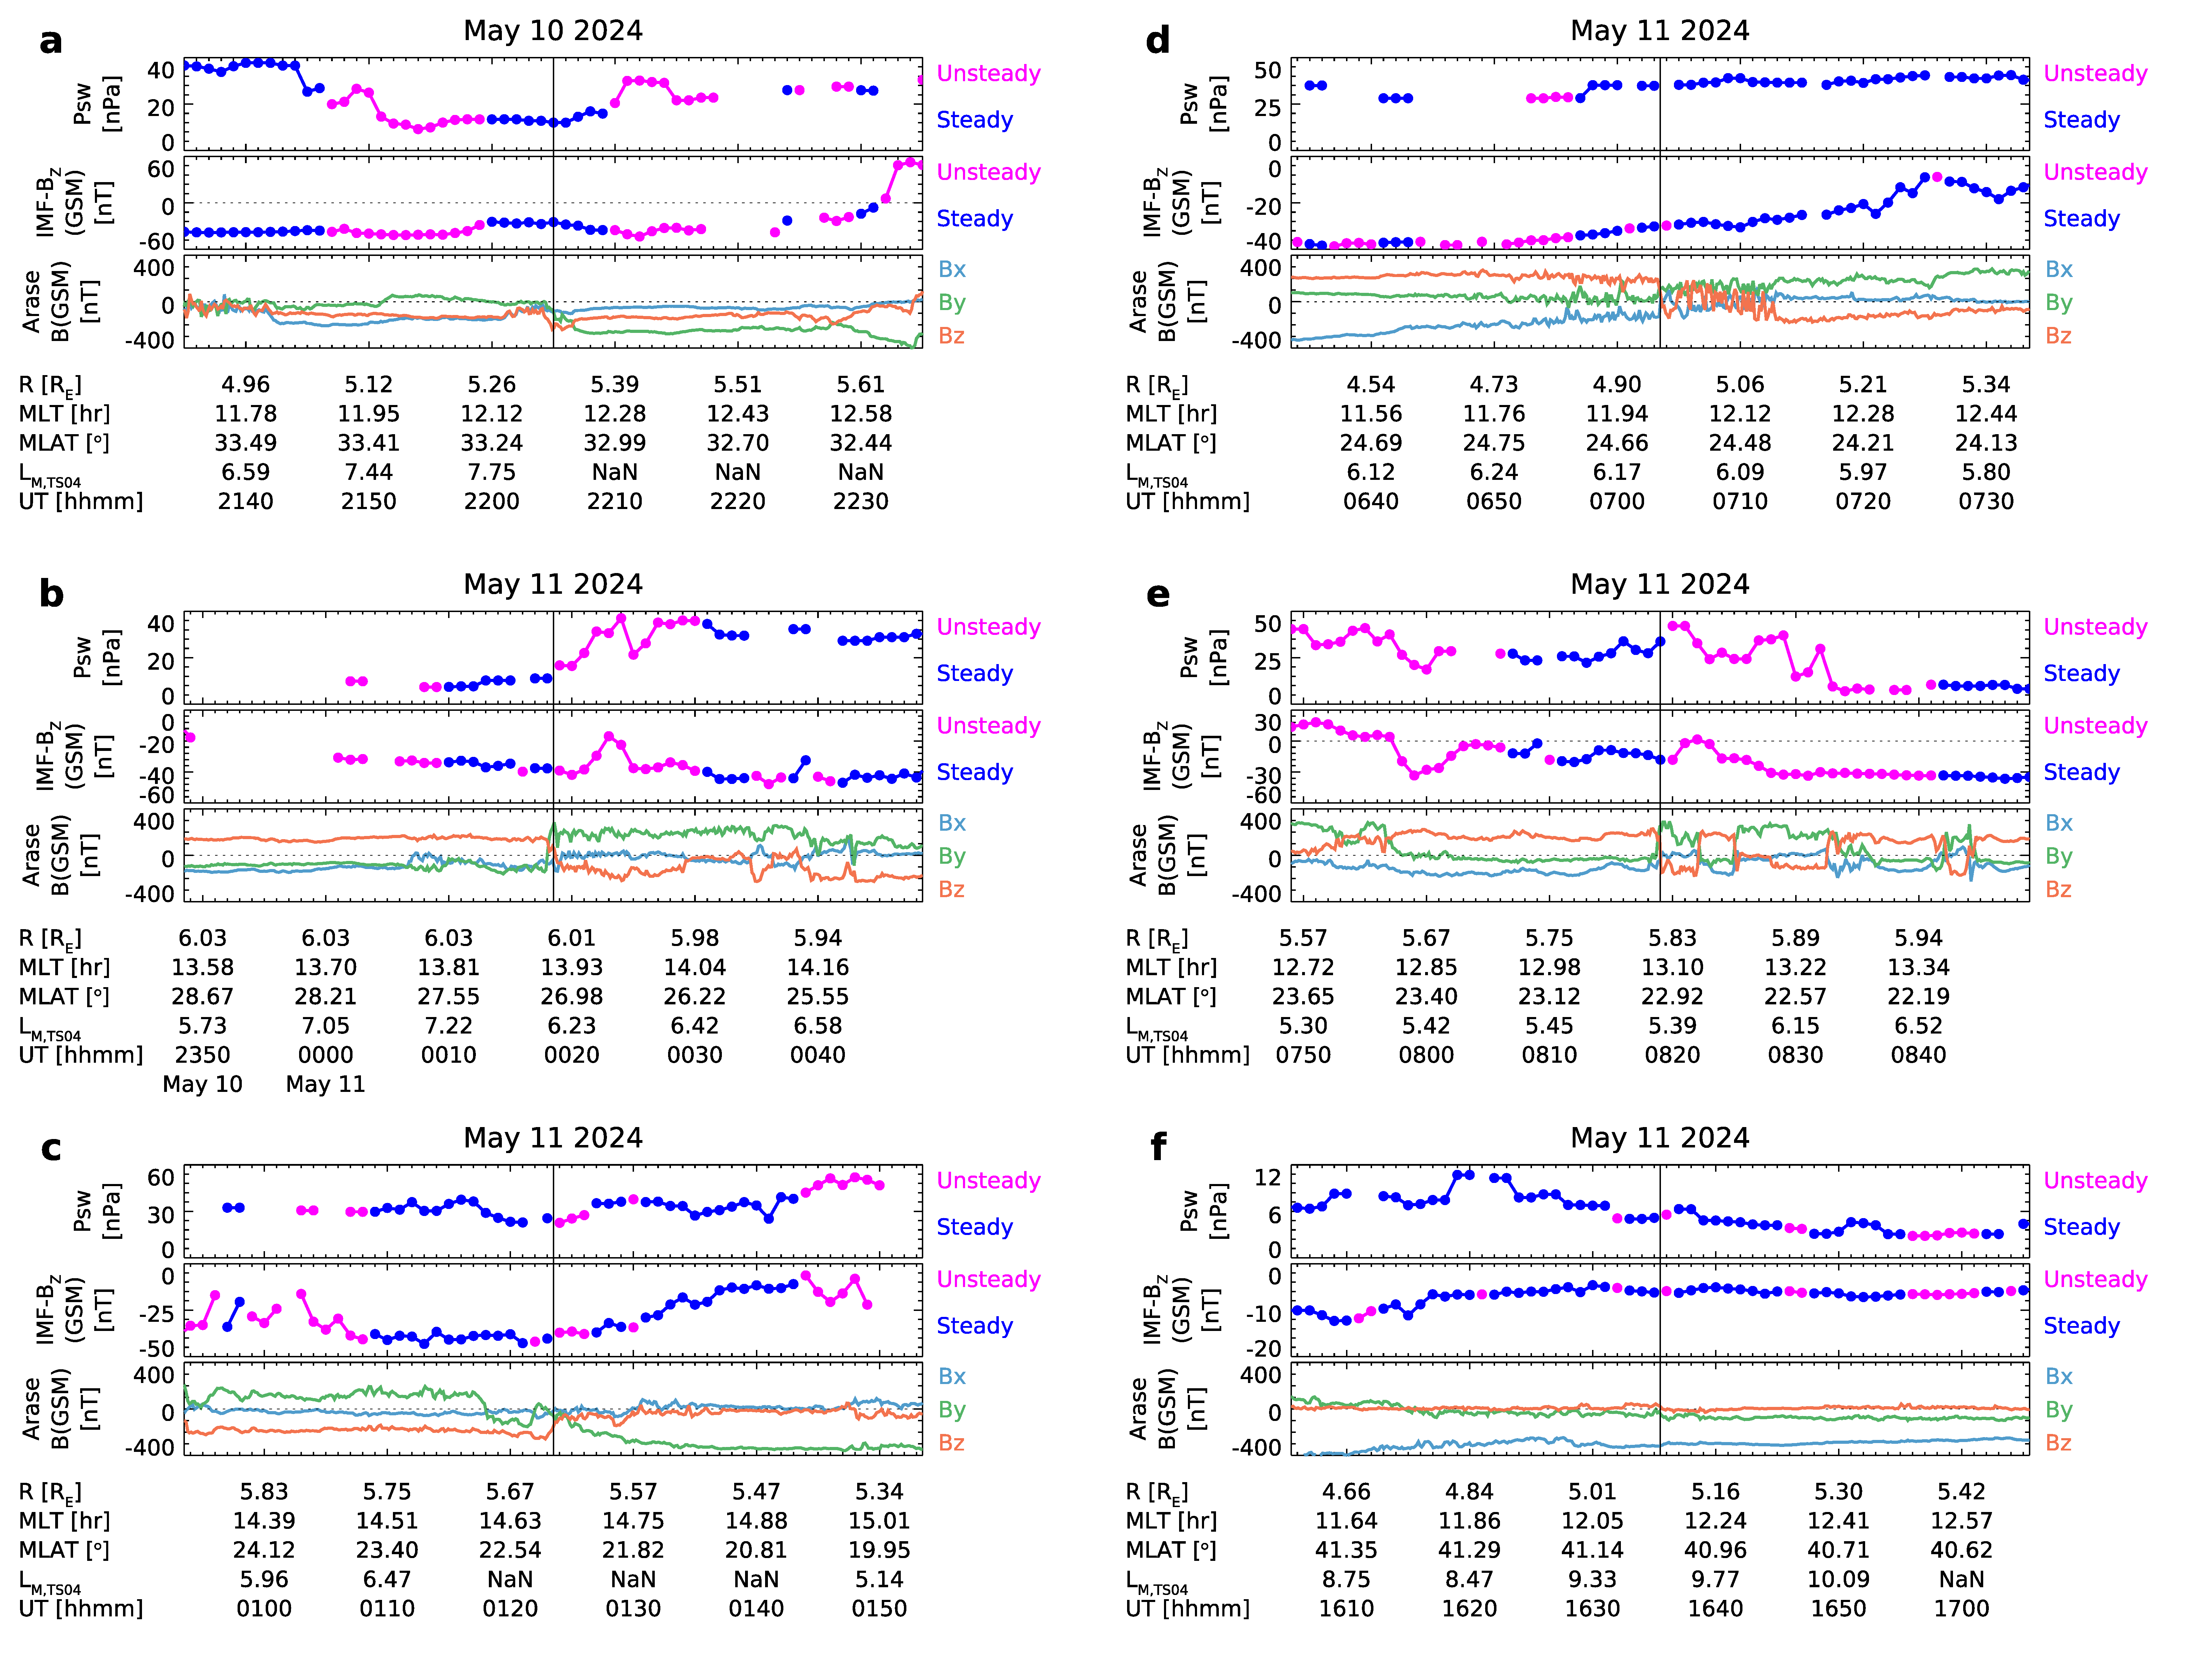 a
May 10 2024
40
20
0
Psw
[nPa]
Unsteady
Steady
60
0
-60
IMF-BZ
(GSM)
[nT]
Unsteady
Steady
400
0
-400
Arase
B(GSM)
[nT]
Bx
By
Bz
R [RE] 4.96 5.12 5.26 5.39 5.51 5.61
MLT [hr] 11.78 11.95 12.12 12.28 12.43 12.58
MLAT [°] 33.49 33.41 33.24 32.99 32.70 32.44
LM,TS04 6.59 7.44 7.75 NaN NaN NaN
UT [hhmm] 2140 2150 2200 2210 2220 2230
b
May 11 2024
40
20
0
Psw
[nPa]
Unsteady
Steady
0
-20
-40
-60
IMF-BZ
(GSM)
[nT]
Unsteady
Steady
400
0
-400
Arase
B(GSM)
[nT]
Bx
By
Bz
R [RE] 6.03 6.03 6.03 6.01 5.98 5.94
MLT [hr] 13.58 13.70 13.81 13.93 14.04 14.16
MLAT [°] 28.67 28.21 27.55 26.98 26.22 25.55
LM,TS04 5.73 7.05 7.22 6.23 6.42 6.58
UT [hhmm] 2350 0000 0010 0020 0030 0040
May 10 May 11
c
May 11 2024
60
30
0
Psw
[nPa]
Unsteady
Steady
0
-25
-50
IMF-BZ
(GSM)
[nT]
Unsteady
Steady
400
0
-400
Arase
B(GSM)
[nT]
Bx
By
Bz
R [RE] 5.83 5.75 5.67 5.57 5.47 5.34
MLT [hr] 14.39 14.51 14.63 14.75 14.88 15.01
MLAT [°] 24.12 23.40 22.54 21.82 20.81 19.95
LM,TS04 5.96 6.47 NaN NaN NaN 5.14
UT [hhmm] 0100 0110 0120 0130 0140 0150
d
May 11 2024
50
25
0
Psw
[nPa]
Unsteady
Steady
0
-20
-40
IMF-BZ
(GSM)
[nT]
Unsteady
Steady
400
0
-400
Arase
B(GSM)
[nT]
Bx
By
Bz
R [RE] 4.54 4.73 4.90 5.06 5.21 5.34
MLT [hr] 11.56 11.76 11.94 12.12 12.28 12.44
MLAT [°] 24.69 24.75 24.66 24.48 24.21 24.13
LM,TS04 6.12 6.24 6.17 6.09 5.97 5.80
UT [hhmm] 0640 0650 0700 0710 0720 0730
e
May 11 2024
50
25
0
Psw
[nPa]
Unsteady
Steady
30
0
-30
-60
IMF-BZ
(GSM)
[nT]
Unsteady
Steady
400
0
-400
Arase
B(GSM)
[nT]
Bx
By
Bz
R [RE] 5.57 5.67 5.75 5.83 5.89 5.94
MLT [hr] 12.72 12.85 12.98 13.10 13.22 13.34
MLAT [°] 23.65 23.40 23.12 22.92 22.57 22.19
LM,TS04 5.30 5.42 5.45 5.39 6.15 6.52
UT [hhmm] 0750 0800 0810 0820 0830 0840
f
May 11 2024
12
6
0
Psw
[nPa]
Unsteady
Steady
0
-10
-20
IMF-BZ
(GSM)
[nT]
Unsteady
Steady
400
0
-400
Arase
B(GSM)
[nT]
Bx
By
Bz
R [RE] 4.66 4.84 5.01 5.16 5.30 5.42
MLT [hr] 11.64 11.86 12.05 12.24 12.41 12.57
MLAT [°] 41.35 41.29 41.14 40.96 40.71 40.62
LM,TS04 8.75 8.47 9.33 9.77 10.09 NaN
UT [hhmm] 1610 1620 1630 1640 1650 1700